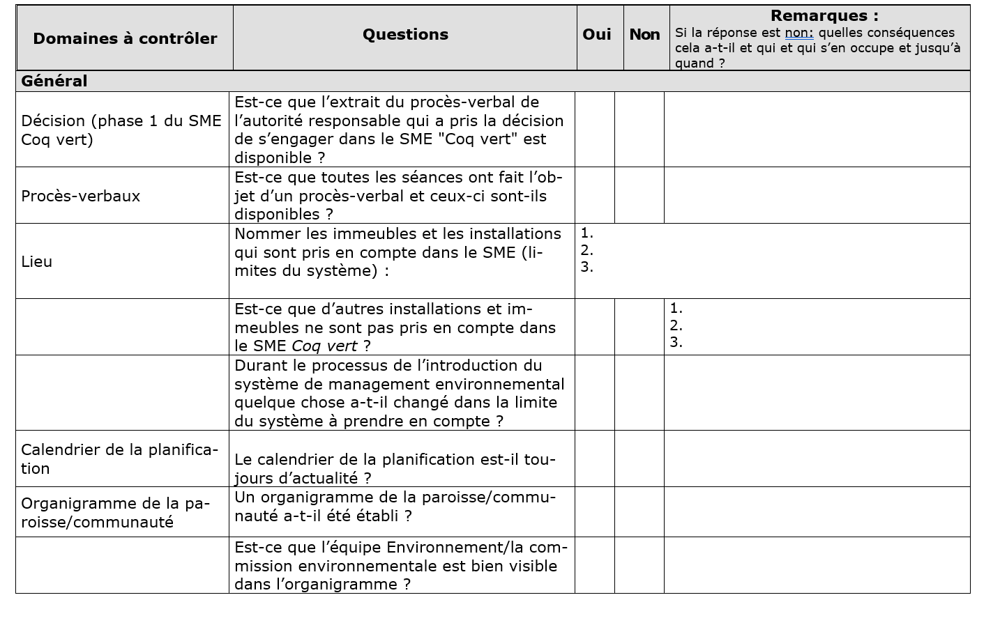 Domaines à contrôler
Questions
Oui
Non
Remarques :
Si la réponse est non: quelles conséquences
cela a-t-il et qui et qui s’en occupe et jusqu’à
quand ?
Général
Décision (phase 1 du SME
Coq vert)
Est-ce que l’extrait du procès-verbal de
l’autorité responsable qui a pris la décision
de s’engager dans le SME "Coq vert" est
disponible ?
Procès-verbaux
Est-ce que toutes les séances ont fait l’ob-
jet d’un procès-verbal et ceux-ci sont-ils
disponibles ?
Lieu
Nommer les immeubles et les installations
qui sont pris en compte dans le SME (li-
mites du système) :
1.
2.
3.
Est-ce que d’autres installations et im-
meubles ne sont pas pris en compte dans
le SME Coq vert ?
1.
2.
3.
Durant le processus de l’introduction du
système de management environnemental
quelque chose a-t-il changé dans la limite
du système à prendre en compte ?
Calendrier de la planifica-
tion
Le calendrier de la planification est-il tou-
jours d’actualité ?
Organigramme de la pa-
roisse/communauté
Un organigramme de la paroisse/commu-
nauté a-t-il été établi ?
Est-ce que l’équipe Environnement/la com-
mission environnementale est bien visible
dans l’organigramme ?